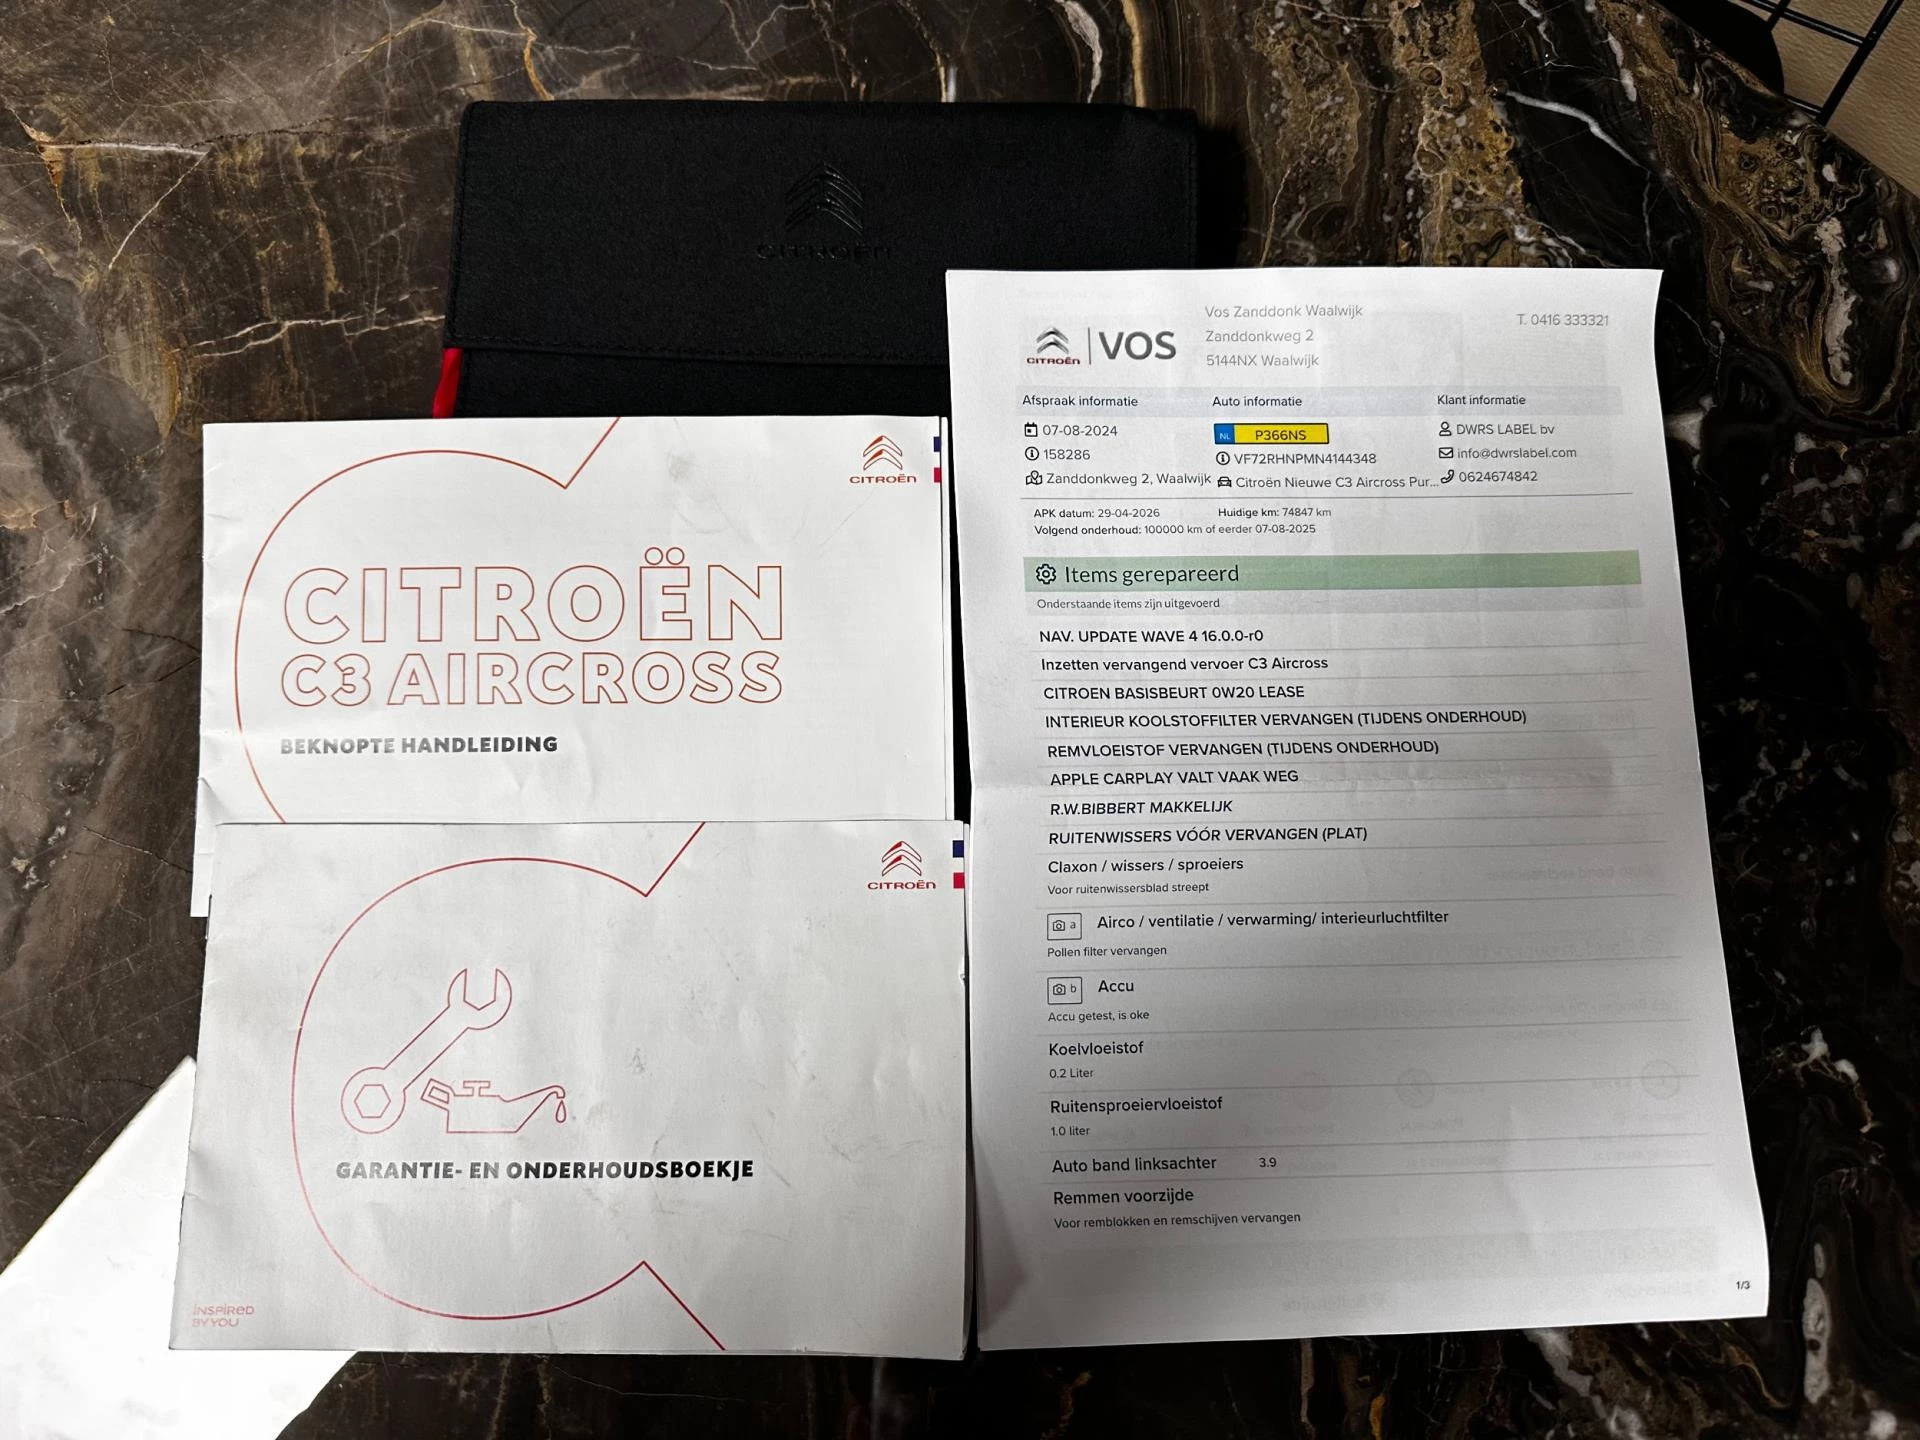 CITROËN
CITROËN
CITROËN
C3 AIRCROSS
BEKNOPTE HANDLEIDING
CITROËN
GARANTIE- EN ONDERHOUDSBOEKJE
INSPIRED
BY YOU
CITROËN
VOS
Vos Zanddonk Waalwijk
Zanddonkweg 2
5144NX Waalwijk
T. 0416 333321
Afspraak informatie
07-08-2024
158286
Zanddonkweg 2, Waalwijk
Auto informatie
NL P366NS
VF72RHNPMN4144348
Citroën Nieuwe C3 Aircross Pur...
Klant informatie
DWRS LABEL bv
info@dwrslabel.com
0624674842
APK datum: 29-04-2026 Huidige km: 74847 km
Volgend onderhoud: 100000 km of eerder 07-08-2025
Items gerepareerd
Onderstaande items zijn uitgevoerd
NAV. UPDATE WAVE 4 16.0.0-r0
Inzetten vervangend vervoer C3 Aircross
CITROEN BASISBEURT 0W20 LEASE
INTERIEUR KOOLSTOFFILTER VERVANGEN (TIJDENS ONDERHOUD)
REMVLOEISTOF VERVANGEN (TIJDENS ONDERHOUD)
APPLE CARPLAY VALT VAAK WEG
R.W.BIBBERT MAKKELIJK
RUITENWISSERS VÓÓR VERVANGEN (PLAT)
Claxon / wissers / sproeiers
Voor ruitenwissersblad streept
a Airco / ventilatie / verwarming/ interieurluchtfilter
Pollen filter vervangen
b Accu
Accu getest, is oke
Koelvloeistof
0.2 Liter
Ruitensproeiervloeistof
1.0 liter
Auto band linksachter 3.9
Remmen voorzijde
Voor remblokken en remschijven vervangen
1/3